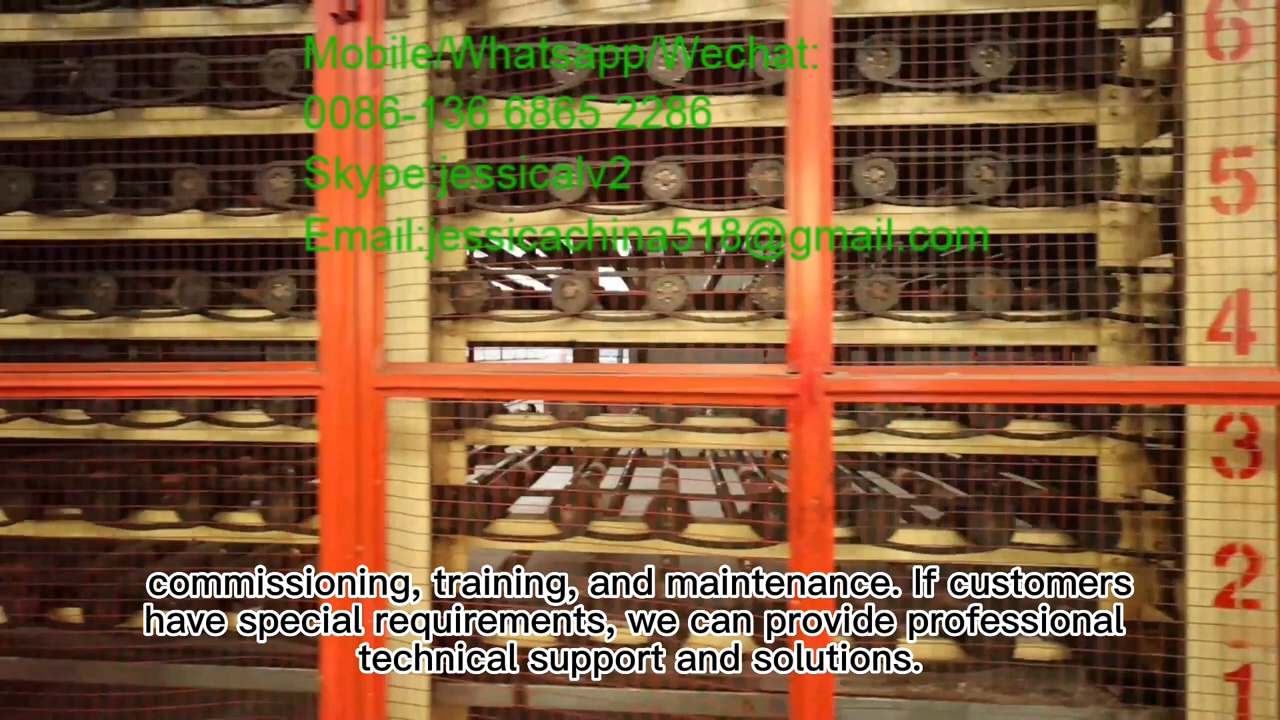 Mobile/Whatsapp/Wechat:
0086-136 6865 2286
Skype:jessicalv2
Email:jessicachina518@gmail.com
6
5
4
3
2
1
commissioning, training, and maintenance. If customers
have special requirements, we can provide professional
technical support and solutions.